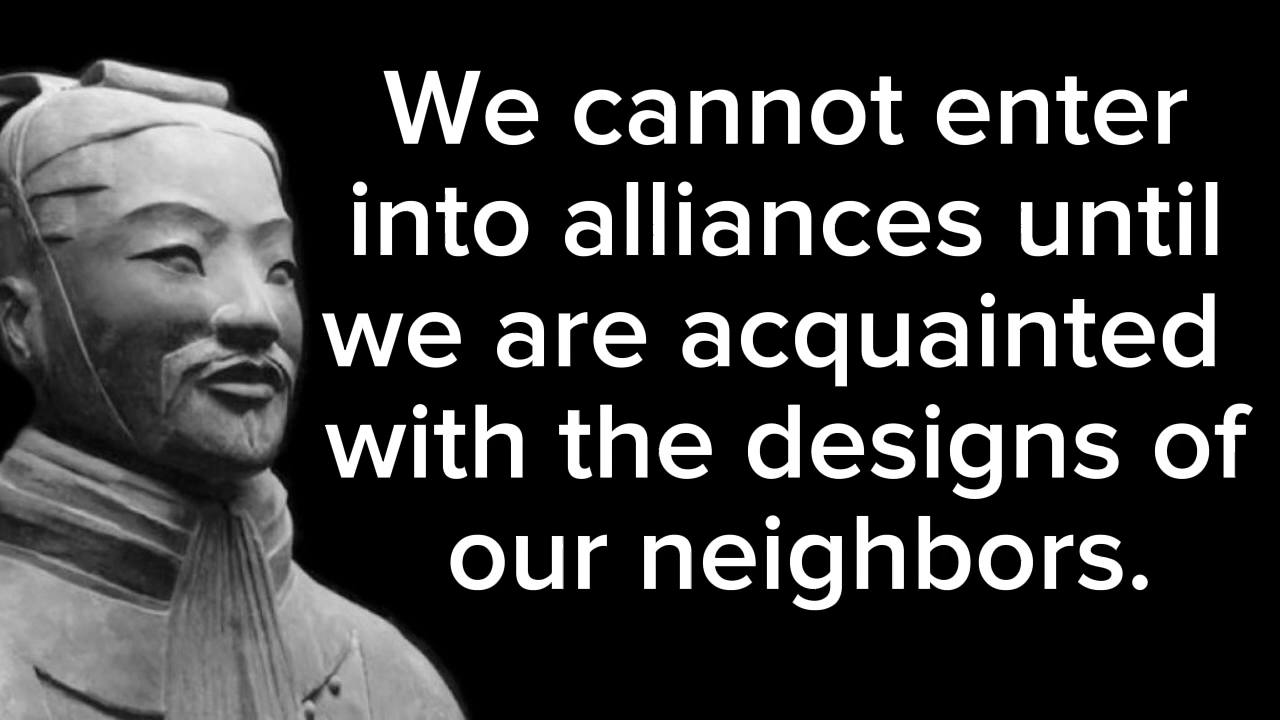 We cannot enter
into alliances until
we are acquainted
with the designs of
our neighbors.